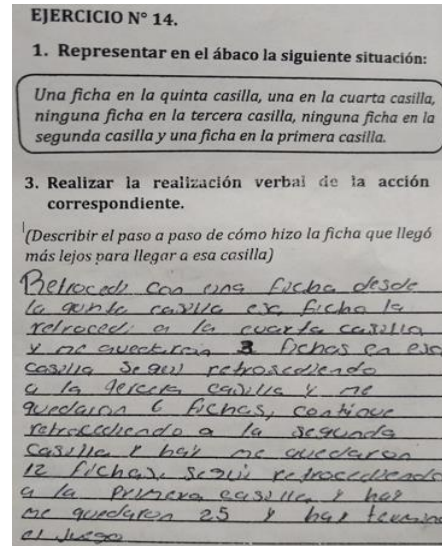 EJERCICIO N° 14.
1. Representar en el ábaco la siguiente situación:
Una ficha en la quinta casilla, una en la cuarta casilla,
ninguna ficha en la tercera casilla, ninguna ficha en la
segunda casilla y una ficha en la primera casilla.
3. Realizar la realización verbal de la acción
correspondiente.
(Describir el paso a paso de cómo hizo la ficha que llegó
más lejos para llegar a esa casilla)
Retrocedi con una ficha desde
la quinta casilla esa ficha la
retrocedi a la cuarta casilla
y me quedaron 3 fichas en esa
casilla segui retrosediendo
a la tercera casilla y me
quedaron 6 fichas, continue
retrocediendo a la segunda
casilla y hay me quedaron
12 fichas, seguí retrocediendo
a la primera casilla y hay
me quedaron 25 y hay termino
el juego